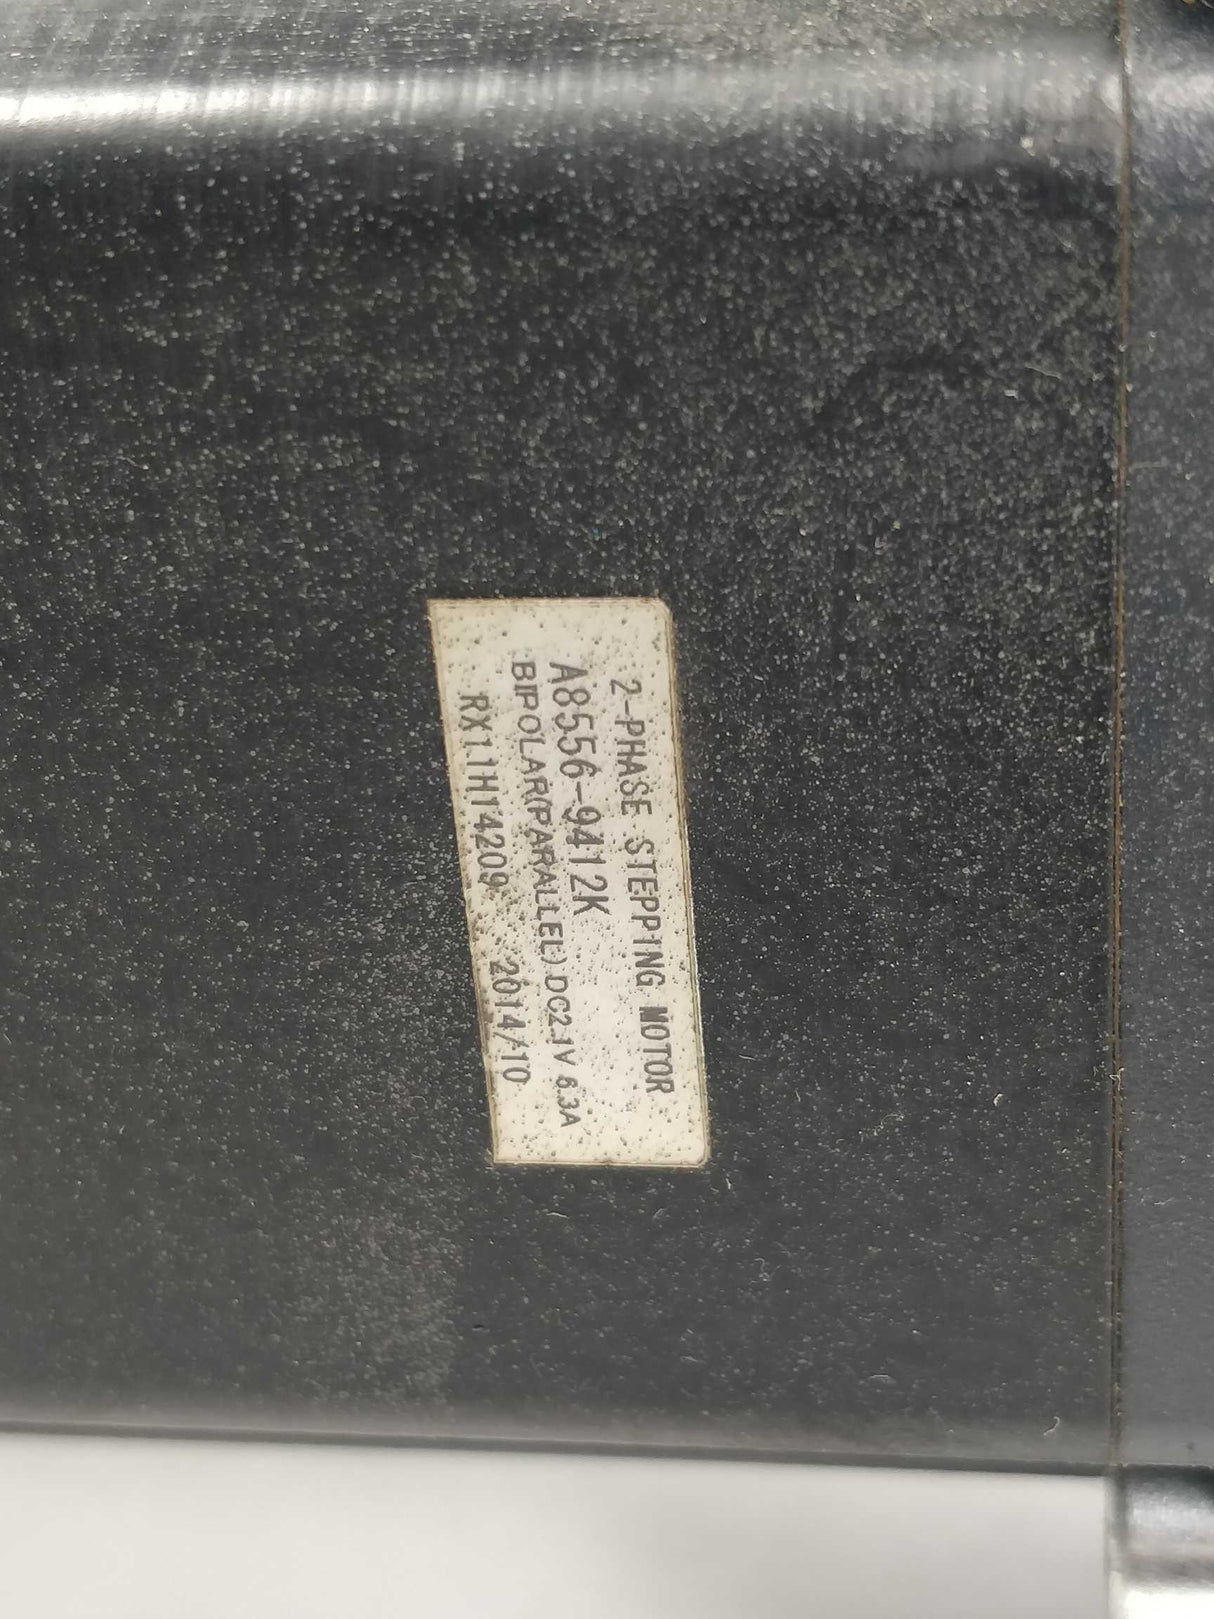 2-PHASE STEPPING MOTOR
A8556-9412K
BIPOLAR(PARALLEL) DC2.1V 6.3A
RX11H14209 2014/10